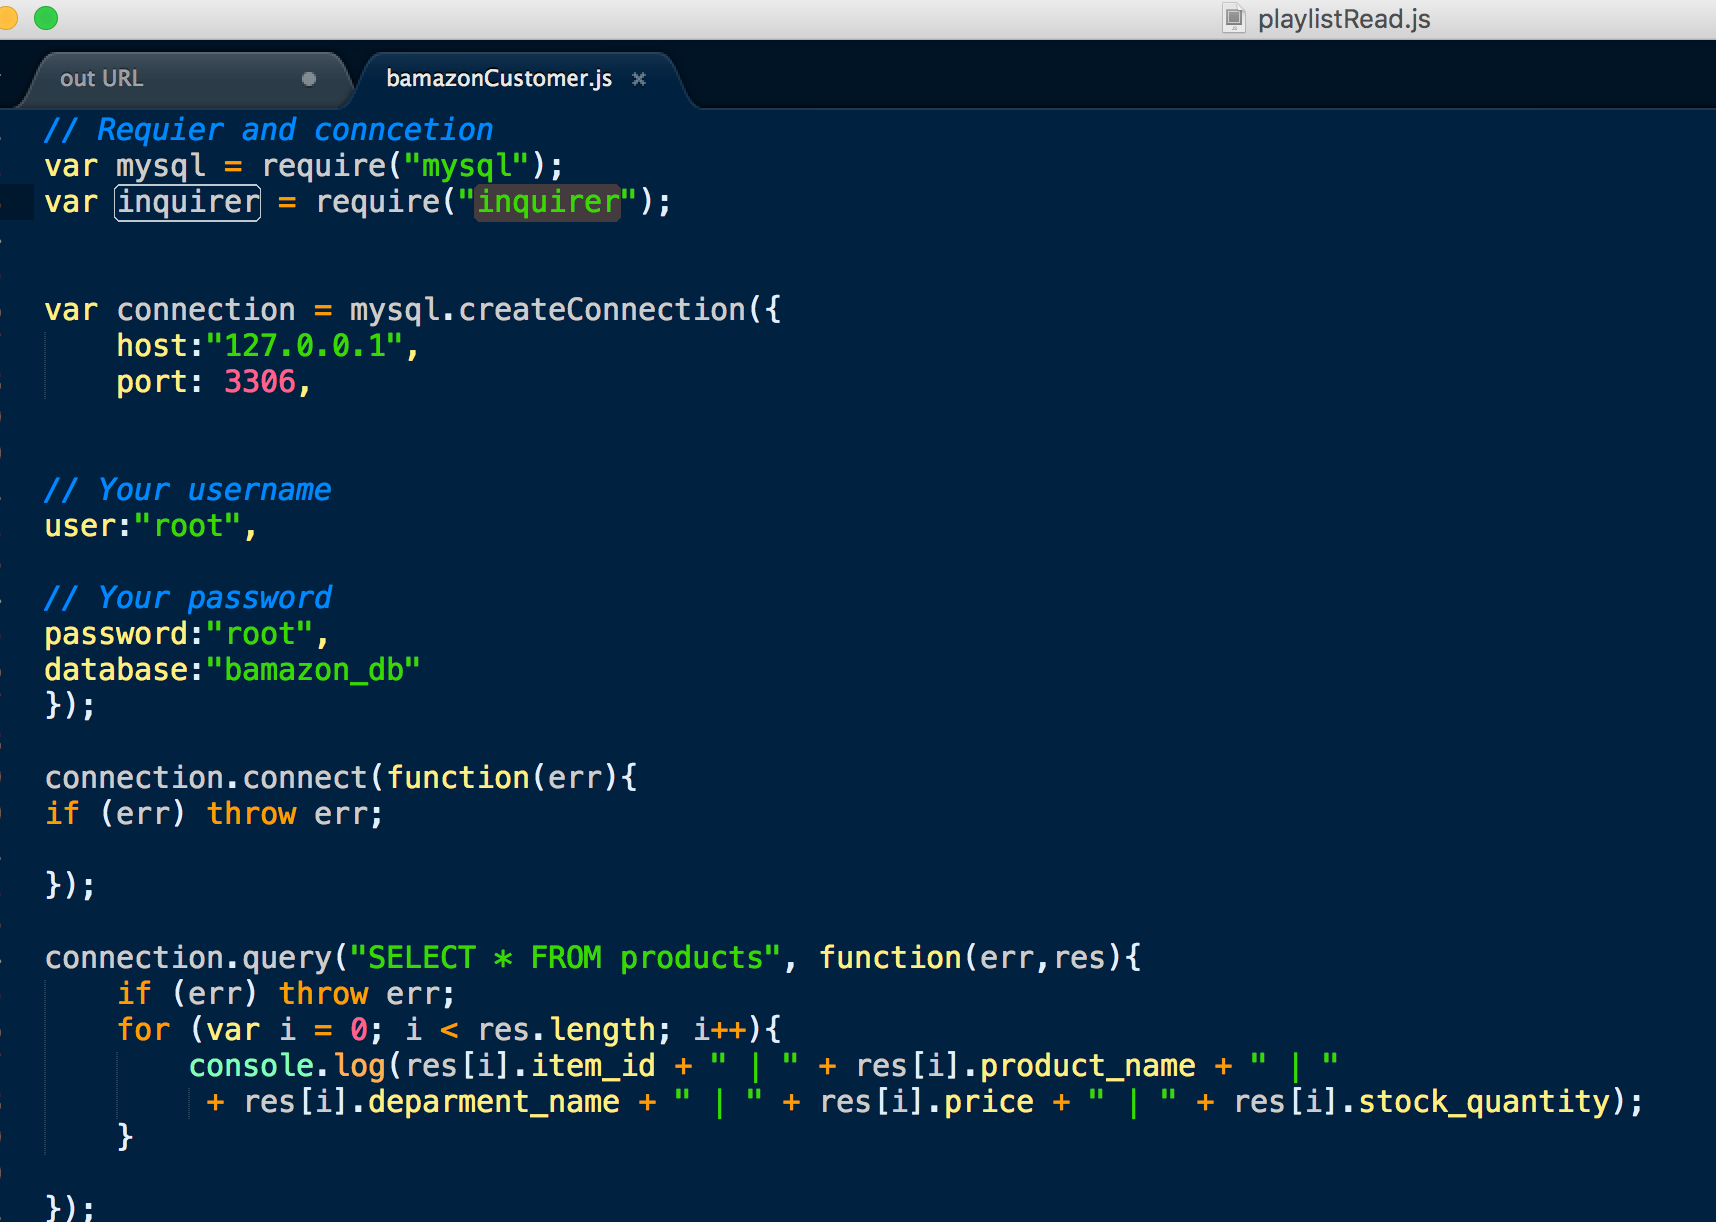 playlistRead.js
out URL
bamazonCustomer.js ×
// Requier and conncetion
var mysql = require("mysql");
var inquirer = require("inquirer");
var connection = mysql.createConnection({
host:"127.0.0.1",
port: 3306,
// Your username
user:"root",
// Your password
password:"root",
database:"bamazon_db"
});
connection.connect(function(err){
if (err) throw err;
});
connection.query("SELECT * FROM products", function(err,res){
if (err) throw err;
for (var i = 0; i < res.length; i++){
console.log(res[i].item_id + " | " + res[i].product_name + " | "
+ res[i].deparment_name + " | " + res[i].price + " | " + res[i].stock_quantity);
}
});